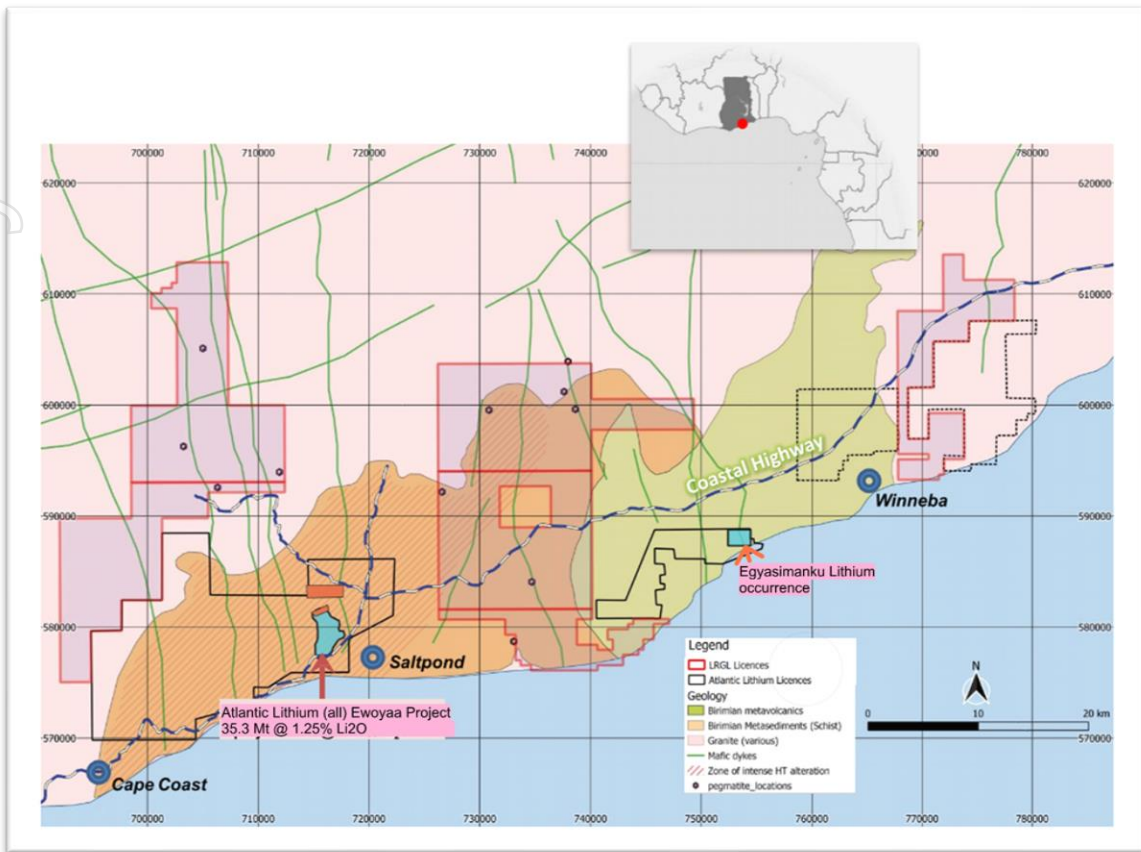 700000 710000 720000 730000 740000 770000 780000
620000 620000
610000 610000
600000 600000
Coastal Highway
Winneba
590000 590000
Egyasimanku Lithium
occurrence
580000 580000
Saltpond
Atlantic Lithium (all) Ewoyaa Project
35.3 Mt @ 1.25% Li2O
570000 570000
Cape Coast
Legend
LRGL Licences
Atlantic Lithium Licences
Geology
Birimian metavolcanics
Birimian Metasediments (Schist)
Granite (various)
Mafic dykes
Zone of intense HT alteration
pegmatite_locations
N
0 10 20 km
700000 710000 720000 730000 740000 750000 760000 770000 780000